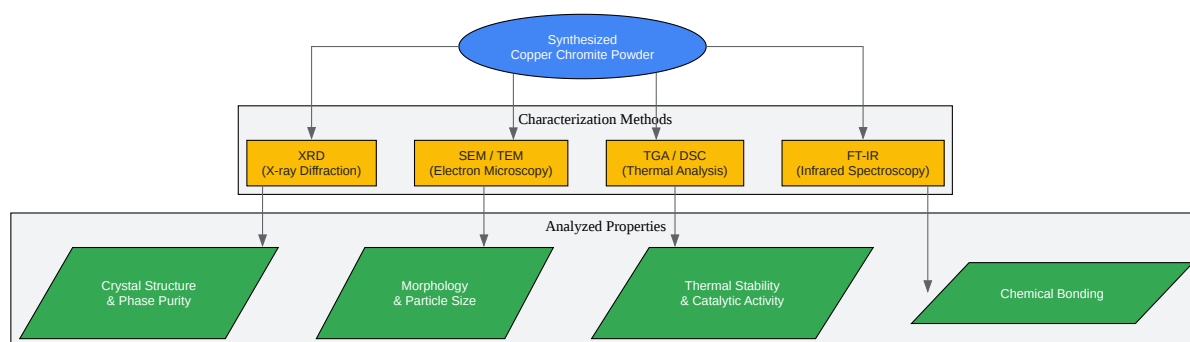 Synthesized
Copper Chromite Powder
Characterization Methods
XRD
(X-ray Diffraction)
SEM / TEM
(Electron Microscopy)
TGA / DSC
(Thermal Analysis)
FT-IR
(Infrared Spectroscopy)
Analyzed Properties
Crystal Structure
& Phase Purity
Morphology
& Particle Size
Thermal Stability
& Catalytic Activity
Chemical Bonding